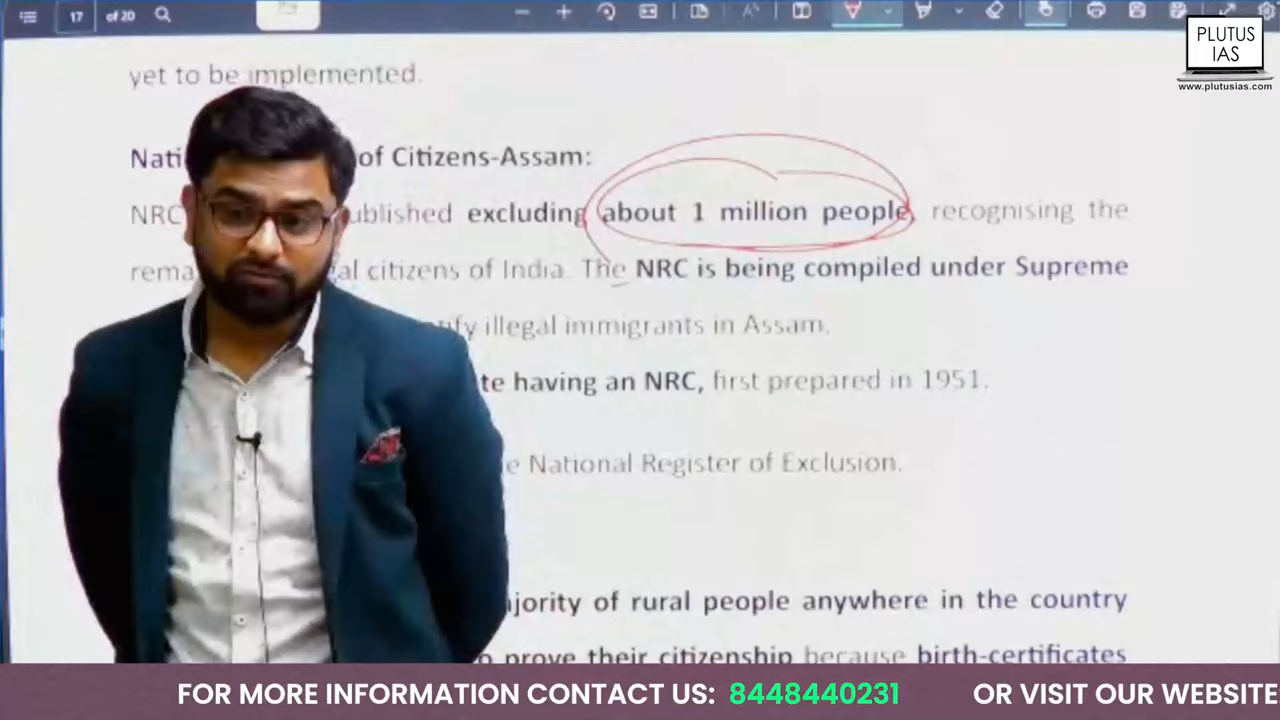 17 of 20
PLUTUS
IAS
www.plutusias.com
yet to be implemented.
of Citizens-Assam:
NRC ublished excluding about 1 million people, recognising the
rema al citizens of India. The NRC is being compiled under Supreme
tify illegal immigrants in Assam.
te having an NRC, first prepared in 1951.
e National Register of Exclusion.
jority of rural people anywhere in the country
prove their citizenship because birth-certificates
FOR MORE INFORMATION CONTACT US: 8448440231 OR VISIT OUR WEBSITE